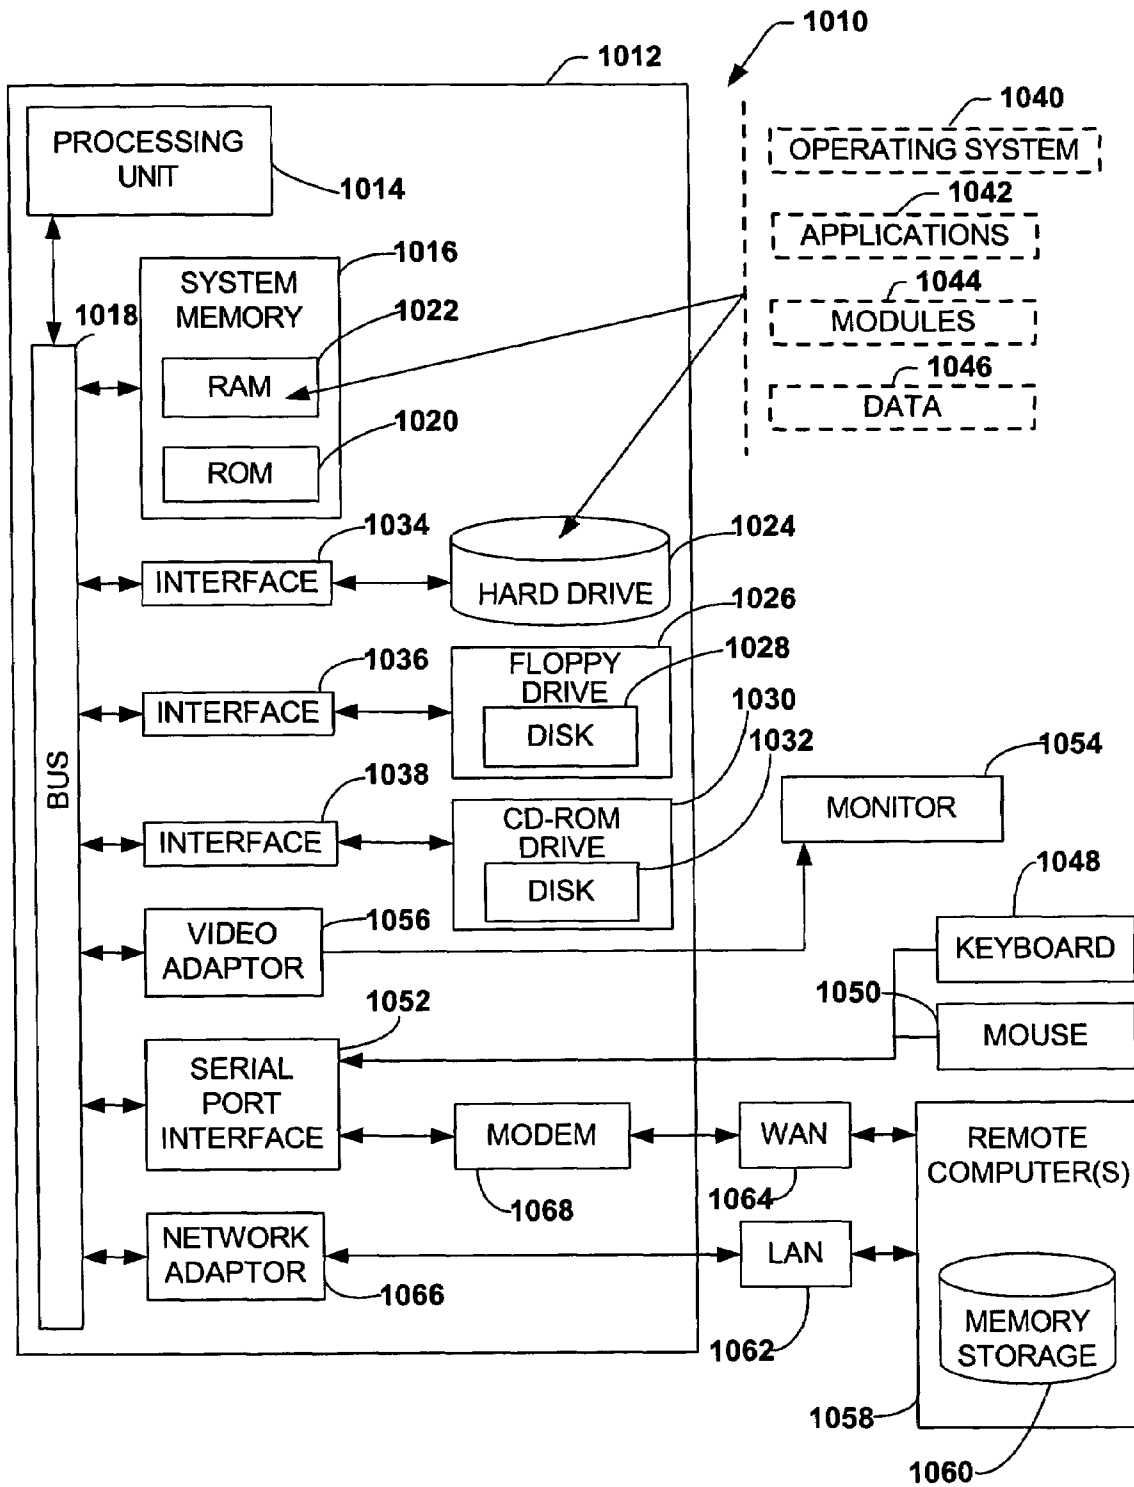 1010
1012
1040
PROCESSING
UNIT
OPERATING SYSTEM
1014
1042
APPLICATIONS
1016
SYSTEM
MEMORY
1018
1044
MODULES
1022
RAM
1046
DATA
1020
ROM
1034
1024
INTERFACE
HARD DRIVE
1026
1036
FLOPPY
DRIVE
1028
INTERFACE
DISK
1030
1032
BUS
1054
1038
MONITOR
INTERFACE
CD-ROM
DRIVE
DISK
1048
1056
VIDEO
ADAPTOR
KEYBOARD
1050
1052
MOUSE
SERIAL
PORT
INTERFACE
MODEM
WAN
REMOTE
COMPUTER(S)
1068
1064
NETWORK
ADAPTOR
LAN
1066
MEMORY
STORAGE
1062
1058
1060